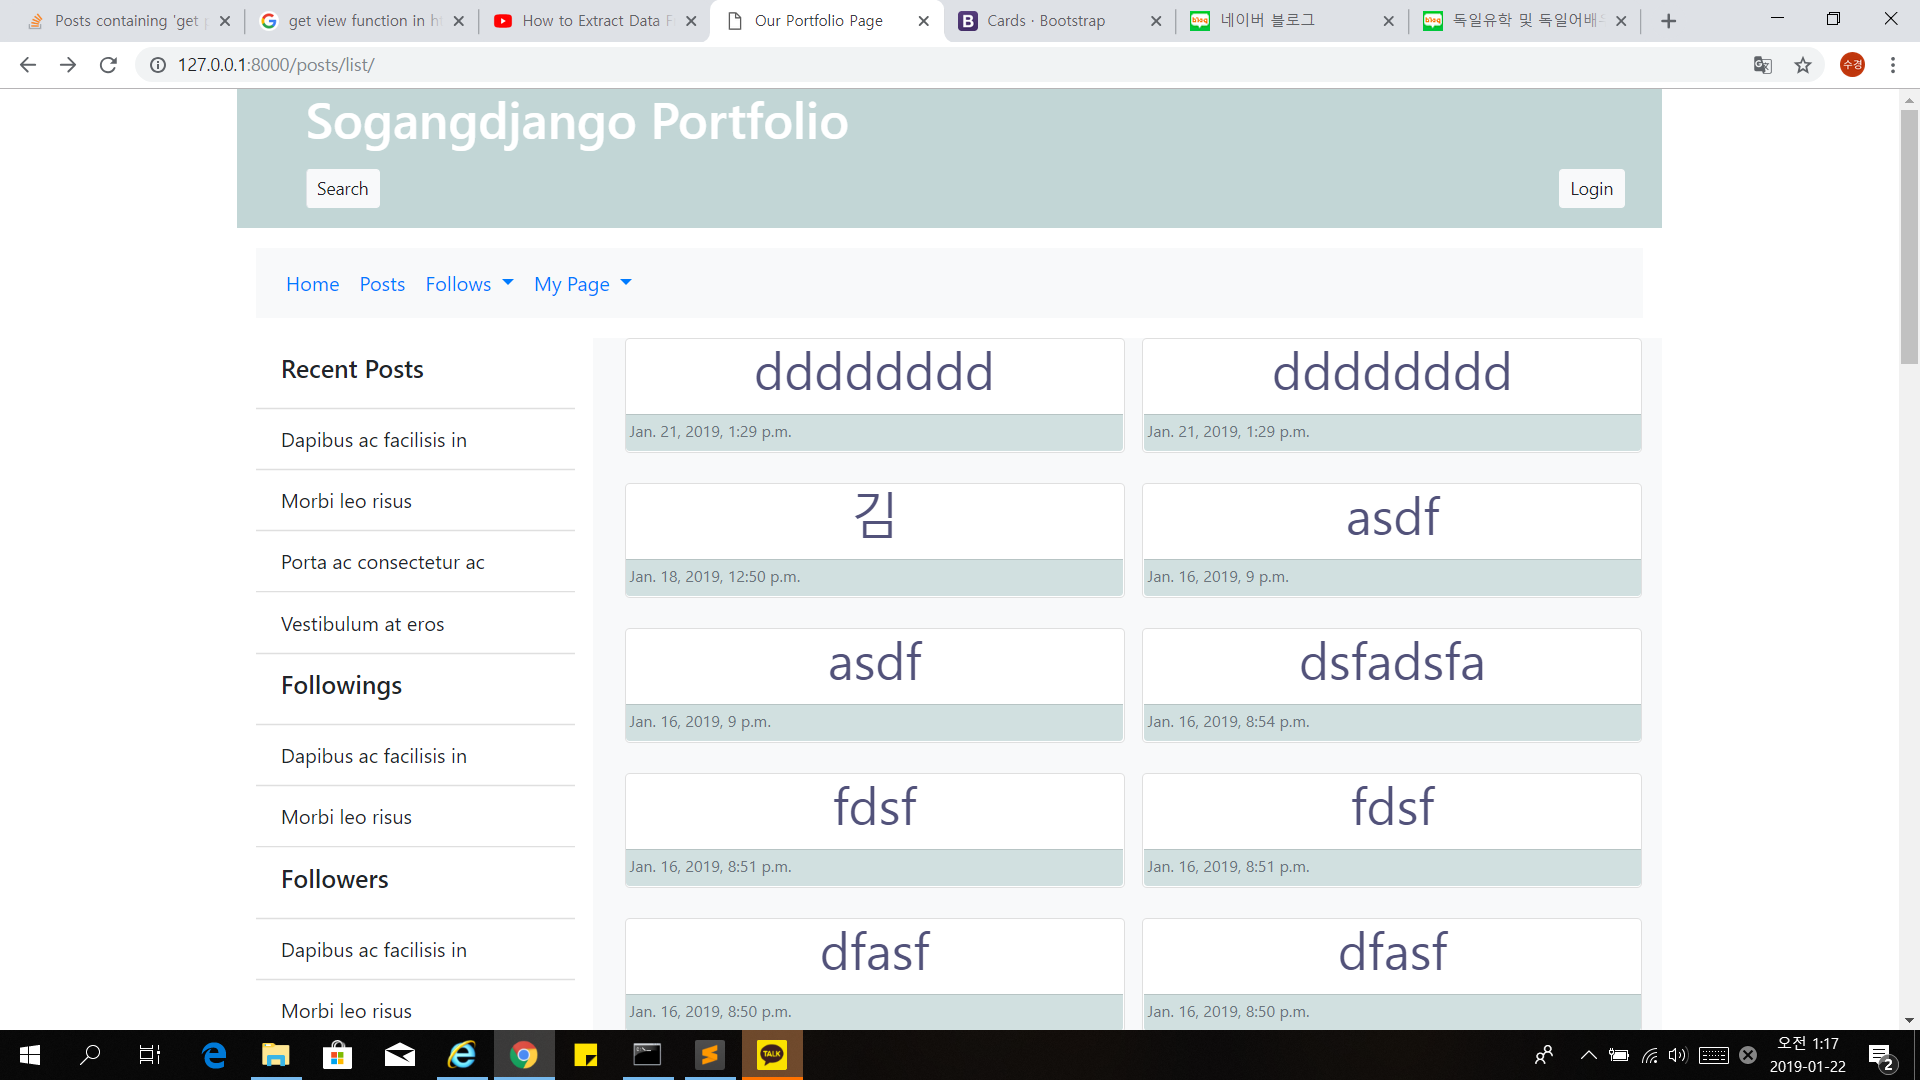 Posts containing 'get p
get view function in ht
How to Extract Data F
Our Portfolio Page
Cards · Bootstrap
네이버 블로그
독일유학 및 독일어배우
127.0.0.1:8000/posts/list/
수경
Sogangdjango Portfolio
Search
Login
Home Posts Follows My Page
Recent Posts
Dapibus ac facilisis in
Morbi leo risus
Porta ac consectetur ac
Vestibulum at eros
Followings
Dapibus ac facilisis in
Morbi leo risus
Followers
Dapibus ac facilisis in
Morbi leo risus
dddddddd
Jan. 21, 2019, 1:29 p.m.
dddddddd
Jan. 21, 2019, 1:29 p.m.
김
Jan. 18, 2019, 12:50 p.m.
asdf
Jan. 16, 2019, 9 p.m.
asdf
Jan. 16, 2019, 9 p.m.
dsfadsfa
Jan. 16, 2019, 8:54 p.m.
fdsf
Jan. 16, 2019, 8:51 p.m.
fdsf
Jan. 16, 2019, 8:51 p.m.
dfasf
Jan. 16, 2019, 8:50 p.m.
dfasf
Jan. 16, 2019, 8:50 p.m.
TALK
오전 1:17
2019-01-22
2